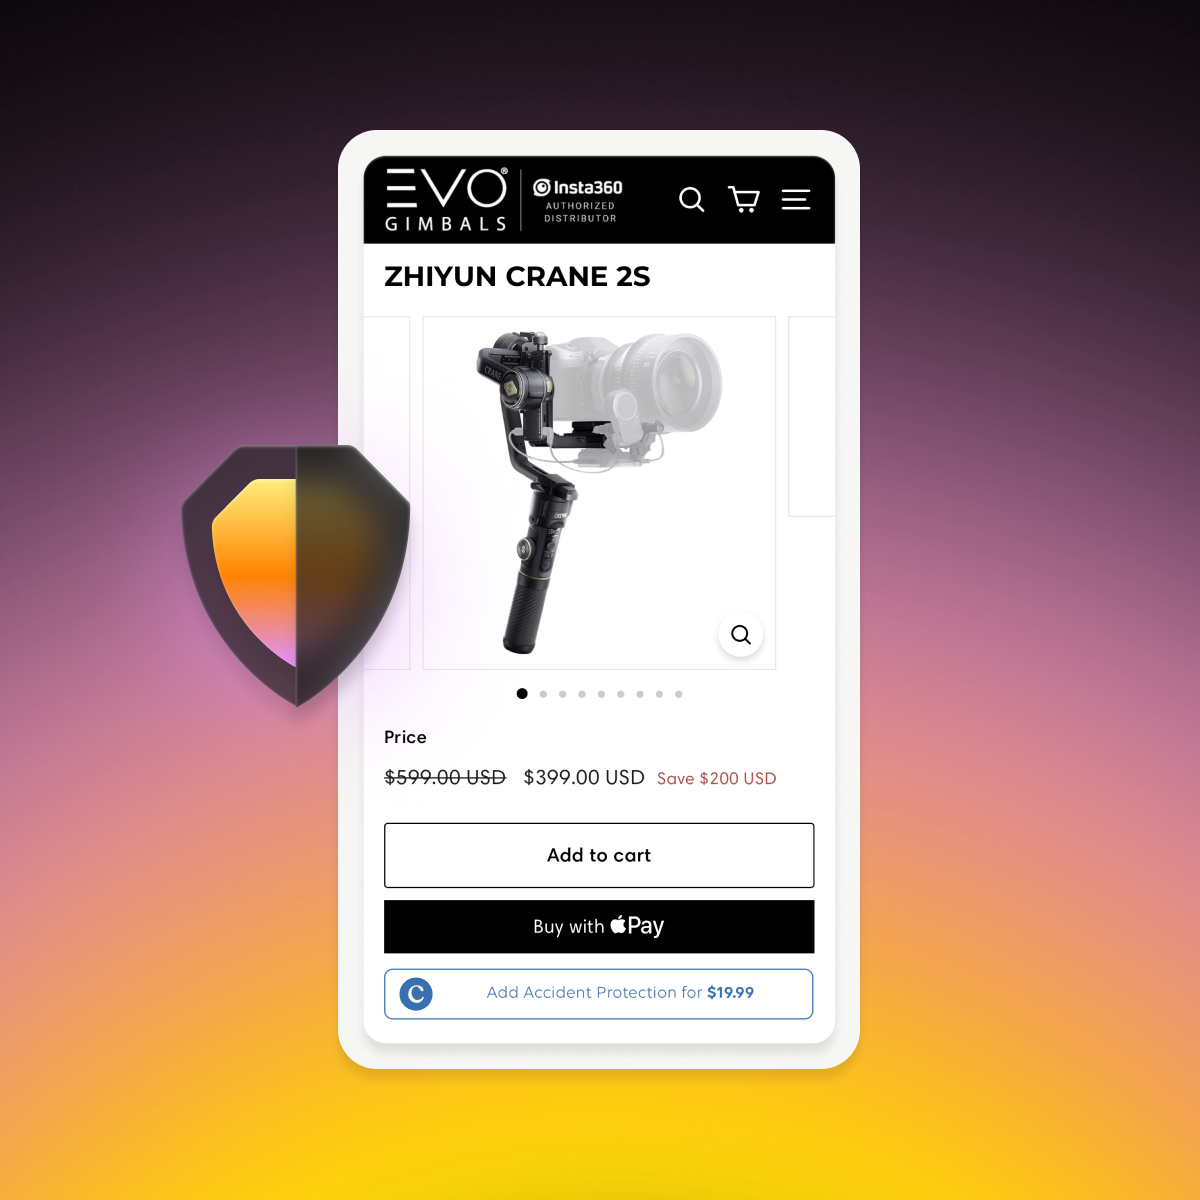 EVO®
GIMBALS
Insta360
AUTHORIZED
DISTRIBUTOR
ZHIYUN CRANE 2S
CRANE
Price
$599.00 USD $399.00 USD Save $200 USD
Add to cart
Buy with Pay
C Add Accident Protection for $19.99